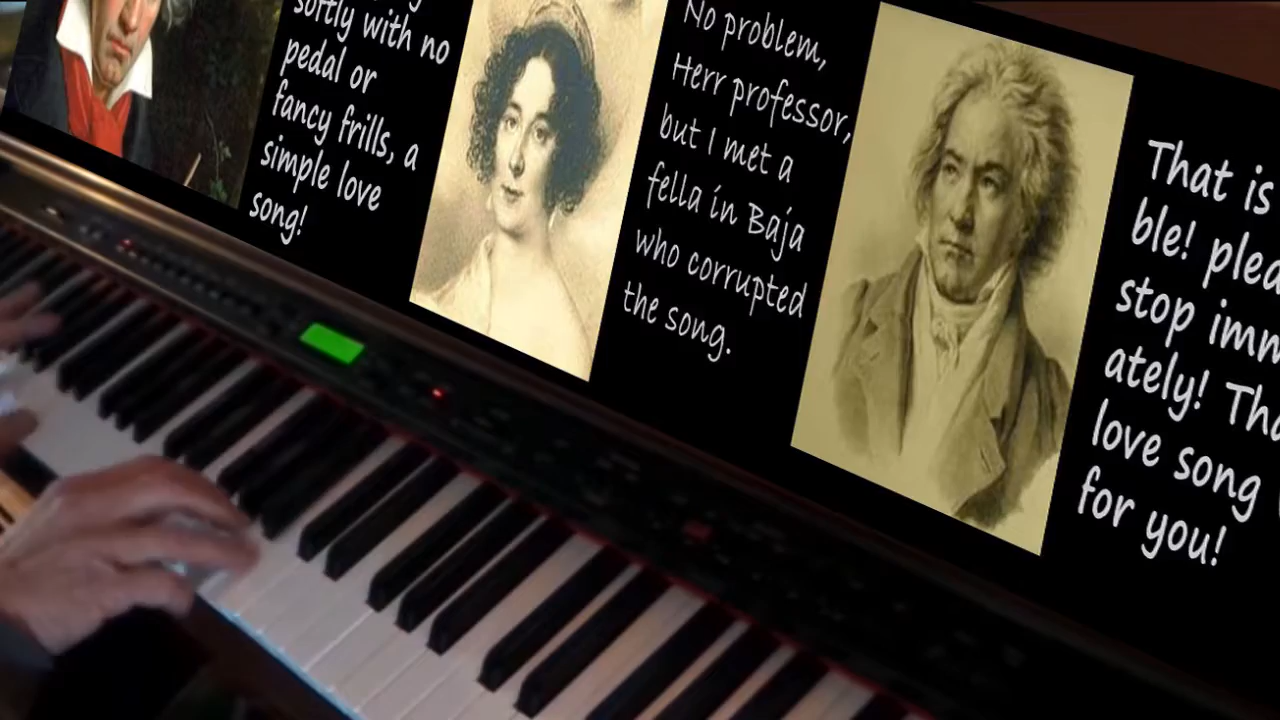 softly with no
pedal or
fancy frills, a
simple love
song!
No problem,
Herr professor,
but I met a
fella in Baja
who corrupted
the song.
That is
ble! plea
stop imm
ately! Tha
love song
for you!